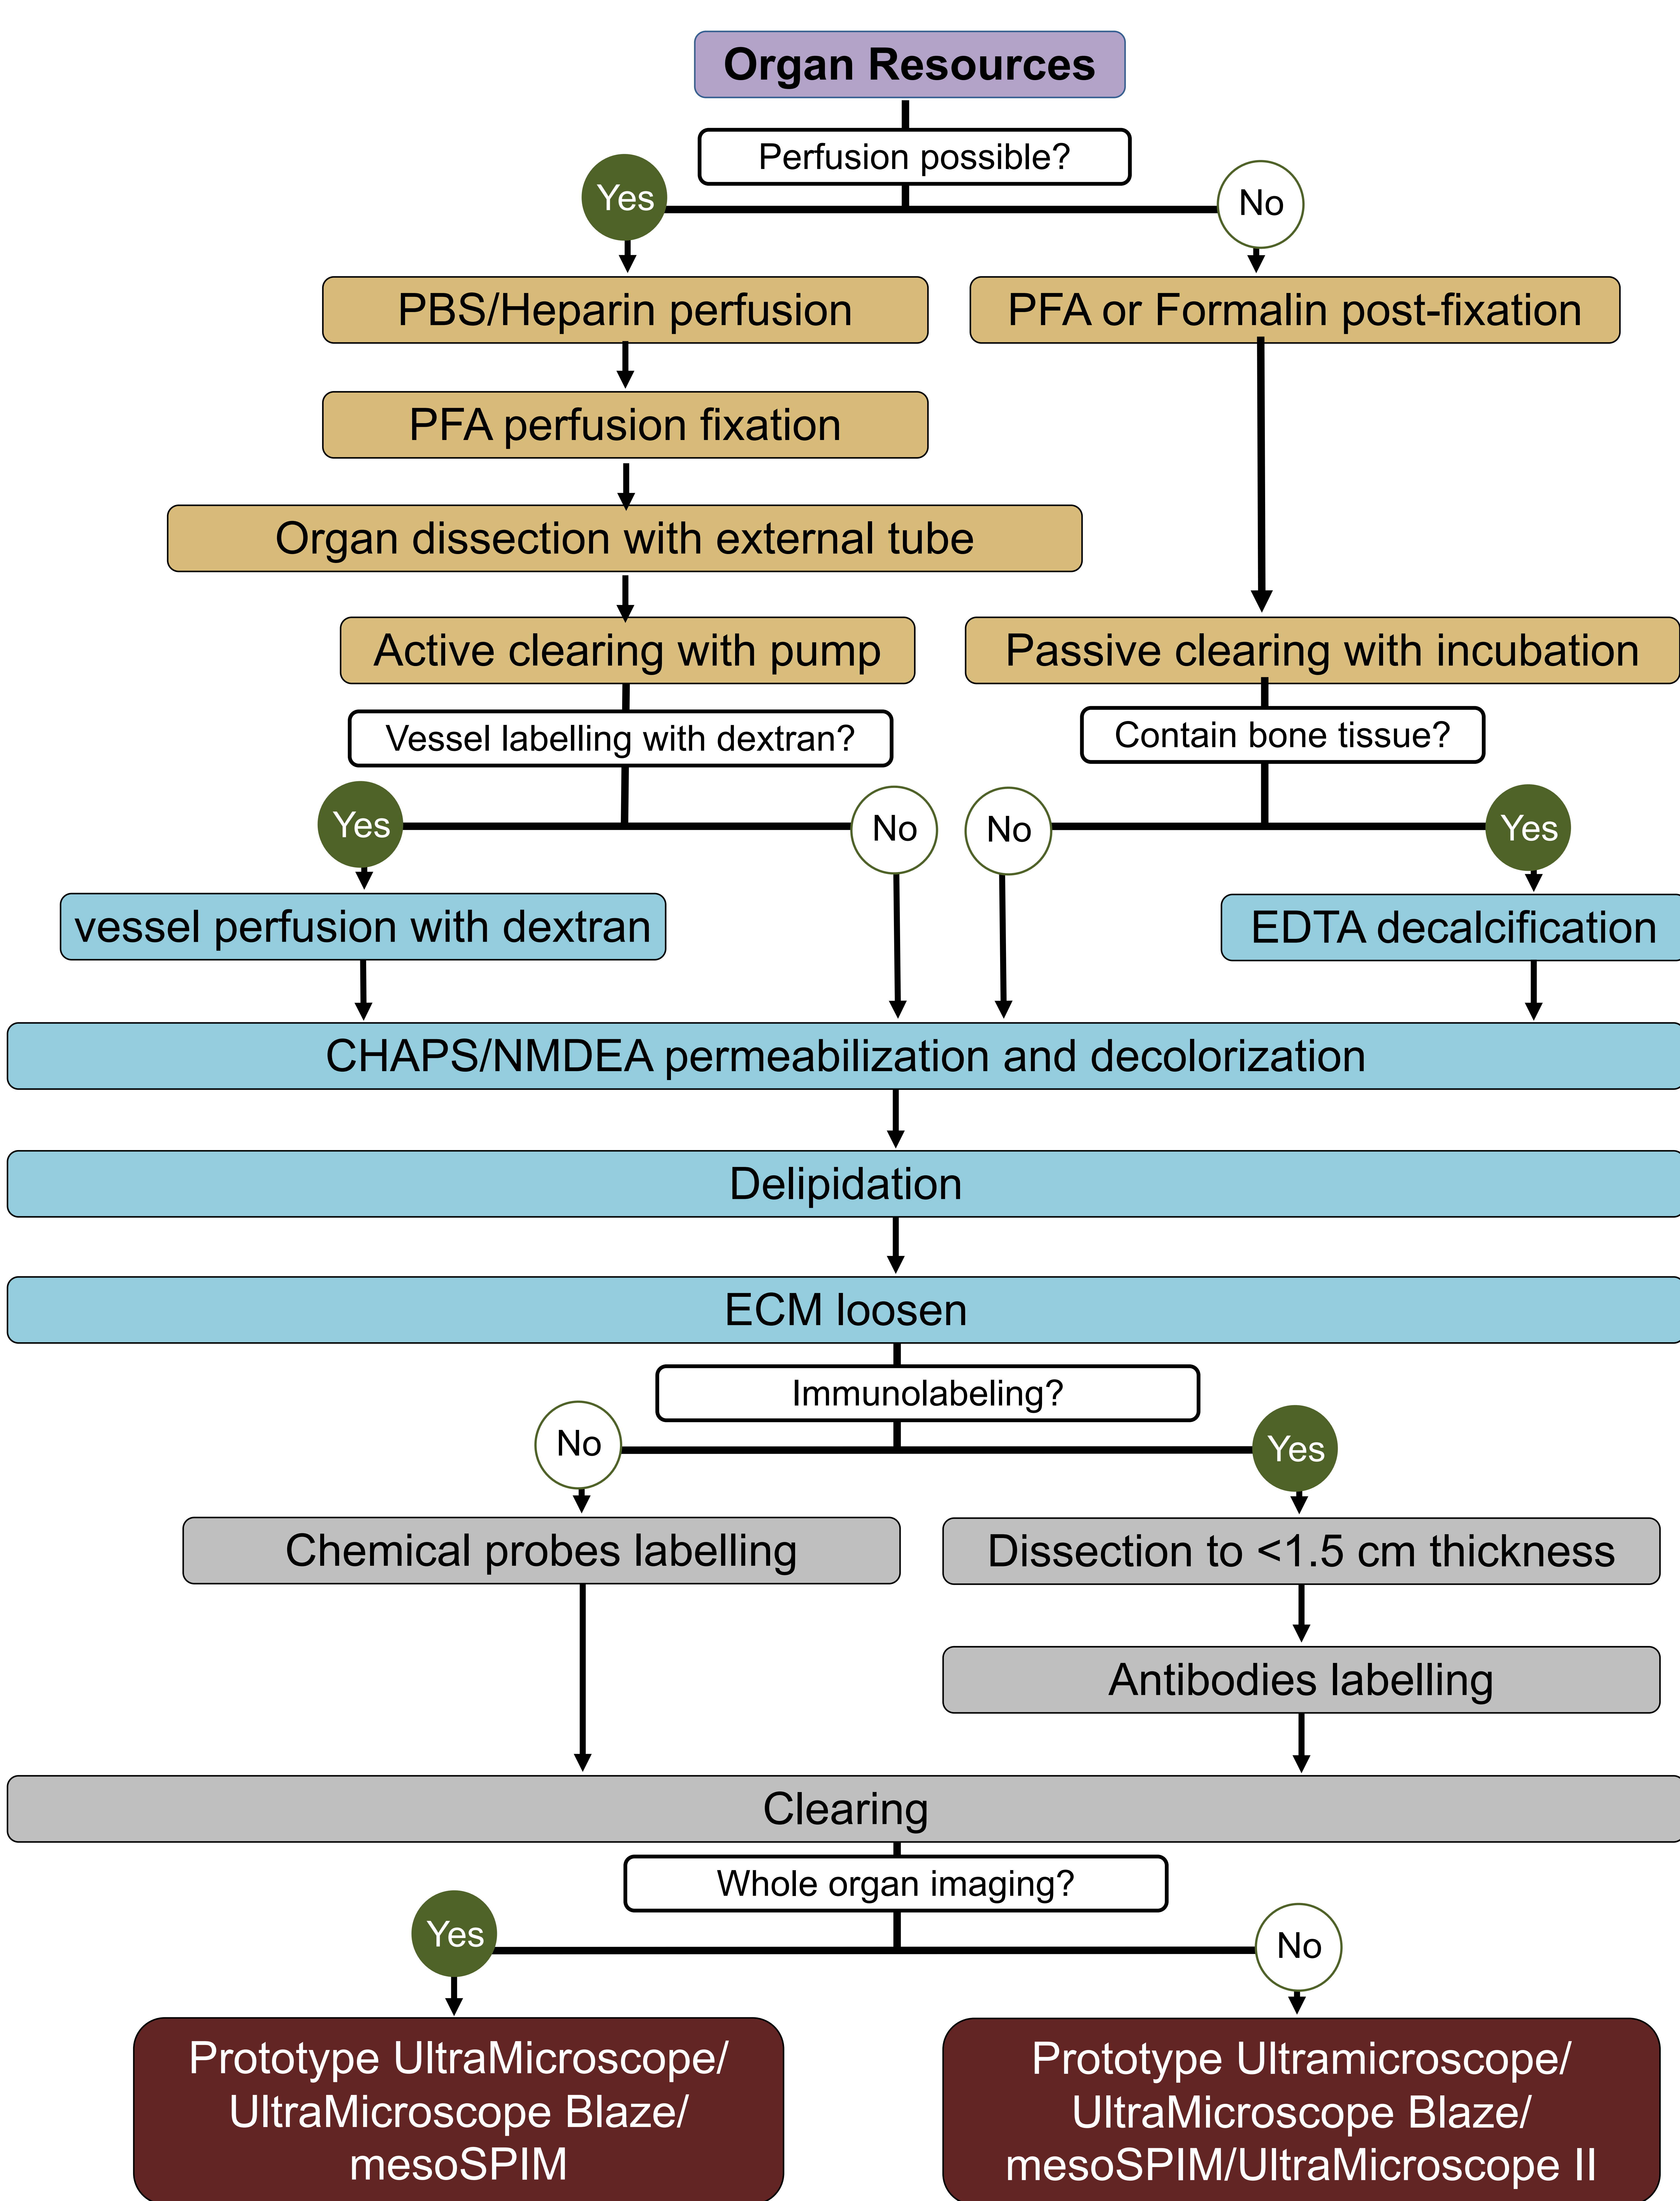 Organ Resources
Perfusion possible?
Yes
No
PBS/Heparin perfusion
PFA or Formalin post-fixation
PFA perfusion fixation
Organ dissection with external tube
Active clearing with pump
Passive clearing with incubation
Vessel labelling with dextran?
Contain bone tissue?
Yes
No
No
Yes
vessel perfusion with dextran
EDTA decalcification
CHAPS/NMDEA permeabilization and decolorization
Delipidation
ECM loosen
Immunolabeling?
No
Yes
Chemical probes labelling
Dissection to <1.5 cm thickness
Antibodies labelling
Clearing
Whole organ imaging?
Yes
No
Prototype UltraMicroscope/
UltraMicroscope Blaze/
mesoSPIM
Prototype Ultramicroscope/
UltraMicroscope Blaze/
mesoSPIM/UltraMicroscope II